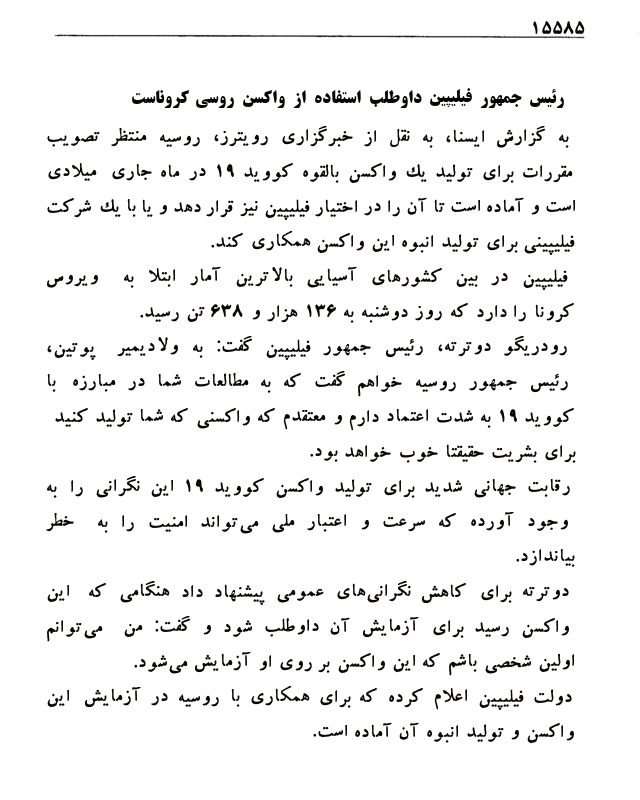 ۱۵۵۸۵
رئیس جمهور فیلیپین داوطلب استفاده از واکسن روسی کروناست
به گزارش ایسنا، به نقل از خبرگزاری رویترز، روسیه منتظر تصویب
مقررات برای تولید یك واکسن بالقوه کووید ۱۹ در ماه جاری میلادی
است و آماده است تا آن را در اختیار فیلیپین نیز قرار دهد و یا با یك شرکت
فیلیپینی برای تولید انبوه این واکسن همکاری کند.
فیلیپین در بین کشورهای آسیایی بالاترین آمار ابتلا به ویروس
کرونا را دارد که روز دوشنبه به ۱۳۶ هزار و ۶۳۸ تن رسید.
رودریگو دوترته، رئیس جمهور فیلیپین گفت: به ولادیمیر پوتین،
رئیس جمهور روسیه خواهم گفت که به مطالعات شما در مبارزه با
کووید ۱۹ به شدت اعتماد دارم و معتقدم که واکسنی که شما تولید کنید
برای بشریت حقیقتا خوب خواهد بود.
رقابت جهانی شدید برای تولید واکسن کووید ۱۹ این نگرانی را به
وجود آورده که سرعت و اعتبار ملی می‌تواند امنیت را به خطر
بیاندازد.
دوترته برای کاهش نگرانی‌های عمومی پیشنهاد داد هنگامی که این
واکسن رسید برای آزمایش آن داوطلب شود و گفت: من می‌توانم
اولین شخصی باشم که این واکسن بر روی او آزمایش می‌شود.
دولت فیلیپین اعلام کرده که برای همکاری با روسیه در آزمایش این
واکسن و تولید انبوه آن آماده است.